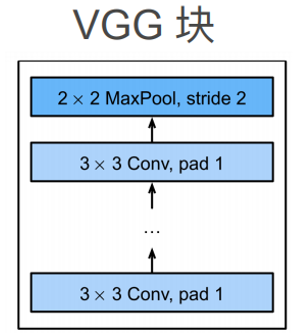 VGG 块
2 × 2 MaxPool, stride 2
3 × 3 Conv, pad 1
...
3 × 3 Conv, pad 1